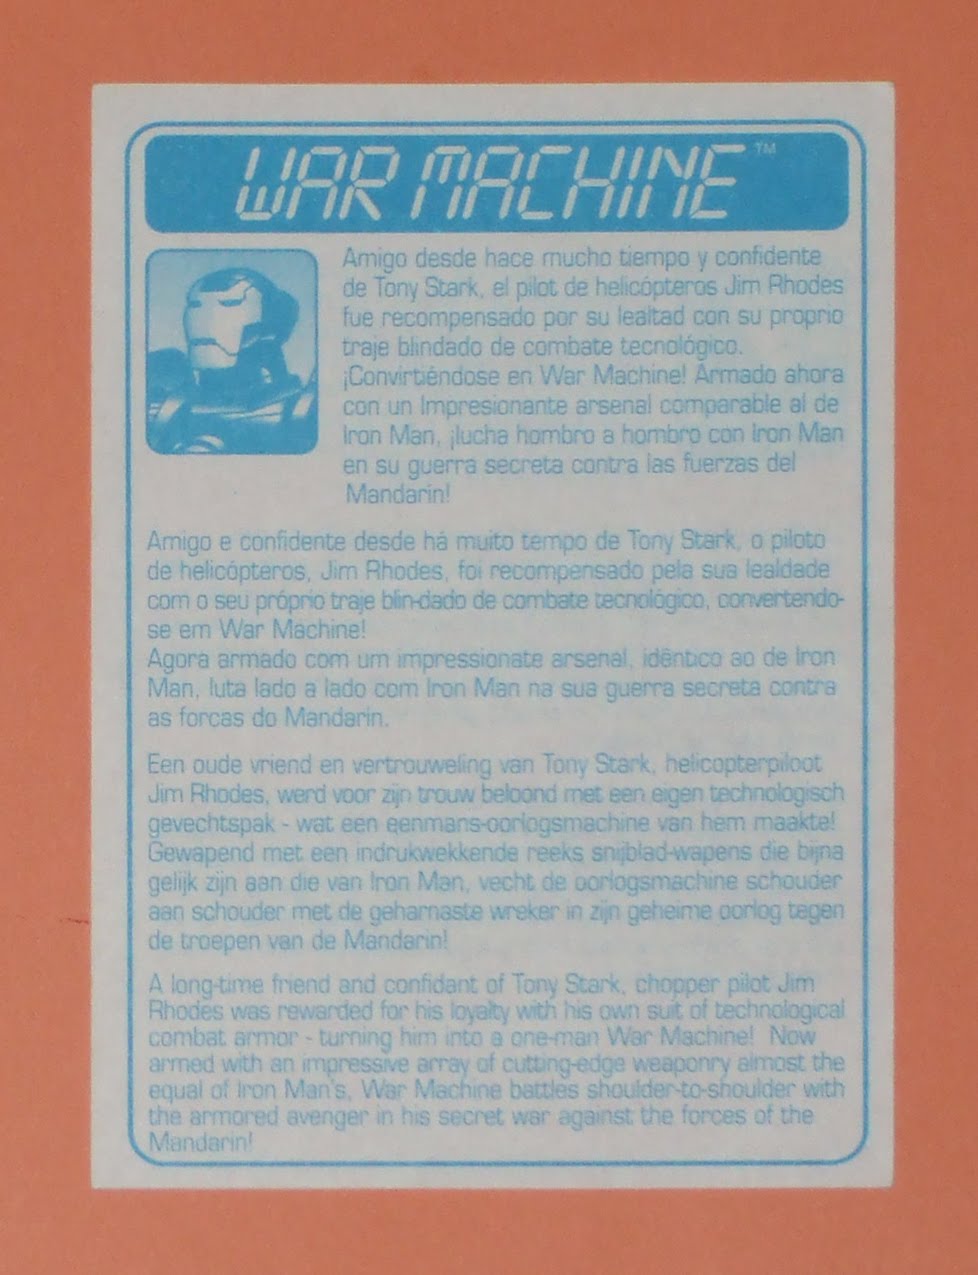 WAR MACHINE™
Amigo desde hace mucho tiempo y confidente
de Tony Stark, el pilot de helicópteros Jim Rhodes
fue recompensado por su lealtad con su proprio
traje blindado de combate tecnológico.
¡Convirtiéndose en War Machine! Armado ahora
con un Impresionante arsenal comparable al de
Iron Man, ¡lucha hombro a hombro con Iron Man
en su guerra secreta contra las fuerzas del
Mandarin!
Amigo e confidente desde há muito tempo de Tony Stark, o piloto
de helicópteros, Jim Rhodes, foi recompensado pela sua lealdade
com o seu próprio traje blin-dado de combate tecnológico, convertendo-
se em War Machine!
Agora armado com um impressionate arsenal, idêntico ao de Iron
Man, luta lado a lado com Iron Man na sua guerra secreta contra
as forcas do Mandarin.
Een oude vriend en vertrouweling van Tony Stark, helicopterpiloot
Jim Rhodes, werd voor zijn trouw beloond met een eigen technologisch
gevechtspak - wat een eenmans-oorlogsmachine van hem maakte!
Gewapend met een indrukwekkende reeks snijblad-wapens die bijna
gelijk zijn aan die van Iron Man, vecht de oorlogsmachine schouder
aan schouder met de geharnaste wreker in zijn geheime oorlog tegen
de troepen van de Mandarin!
A long-time friend and confidant of Tony Stark, chopper pilot Jim
Rhodes was rewarded for his loyalty with his own suit of technological
combat armor - turning him into a one-man War Machine! Now
armed with an impressive array of cutting-edge weaponry almost the
equal of Iron Man's, War Machine battles shoulder-to-shoulder with
the armored avenger in his secret war against the forces of the
Mandarin!